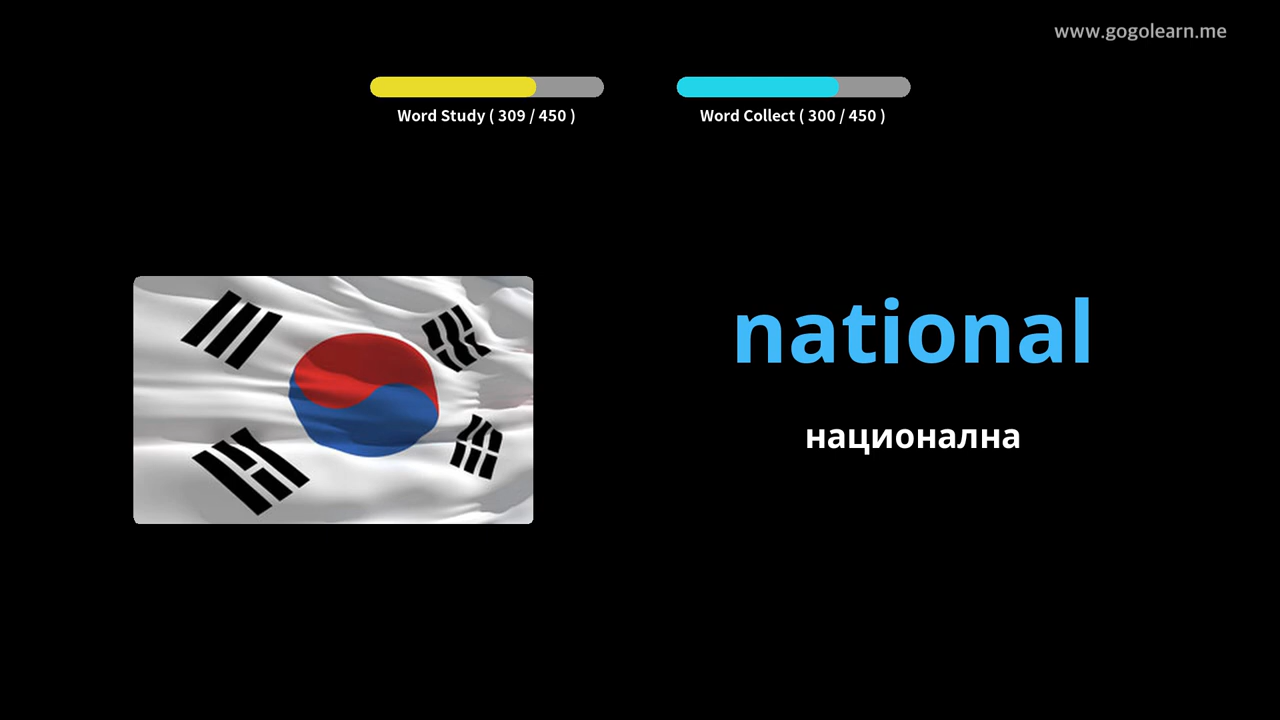 www.gogolearn.me
Word Study ( 309 / 450 )
Word Collect ( 300 / 450 )
national
национална